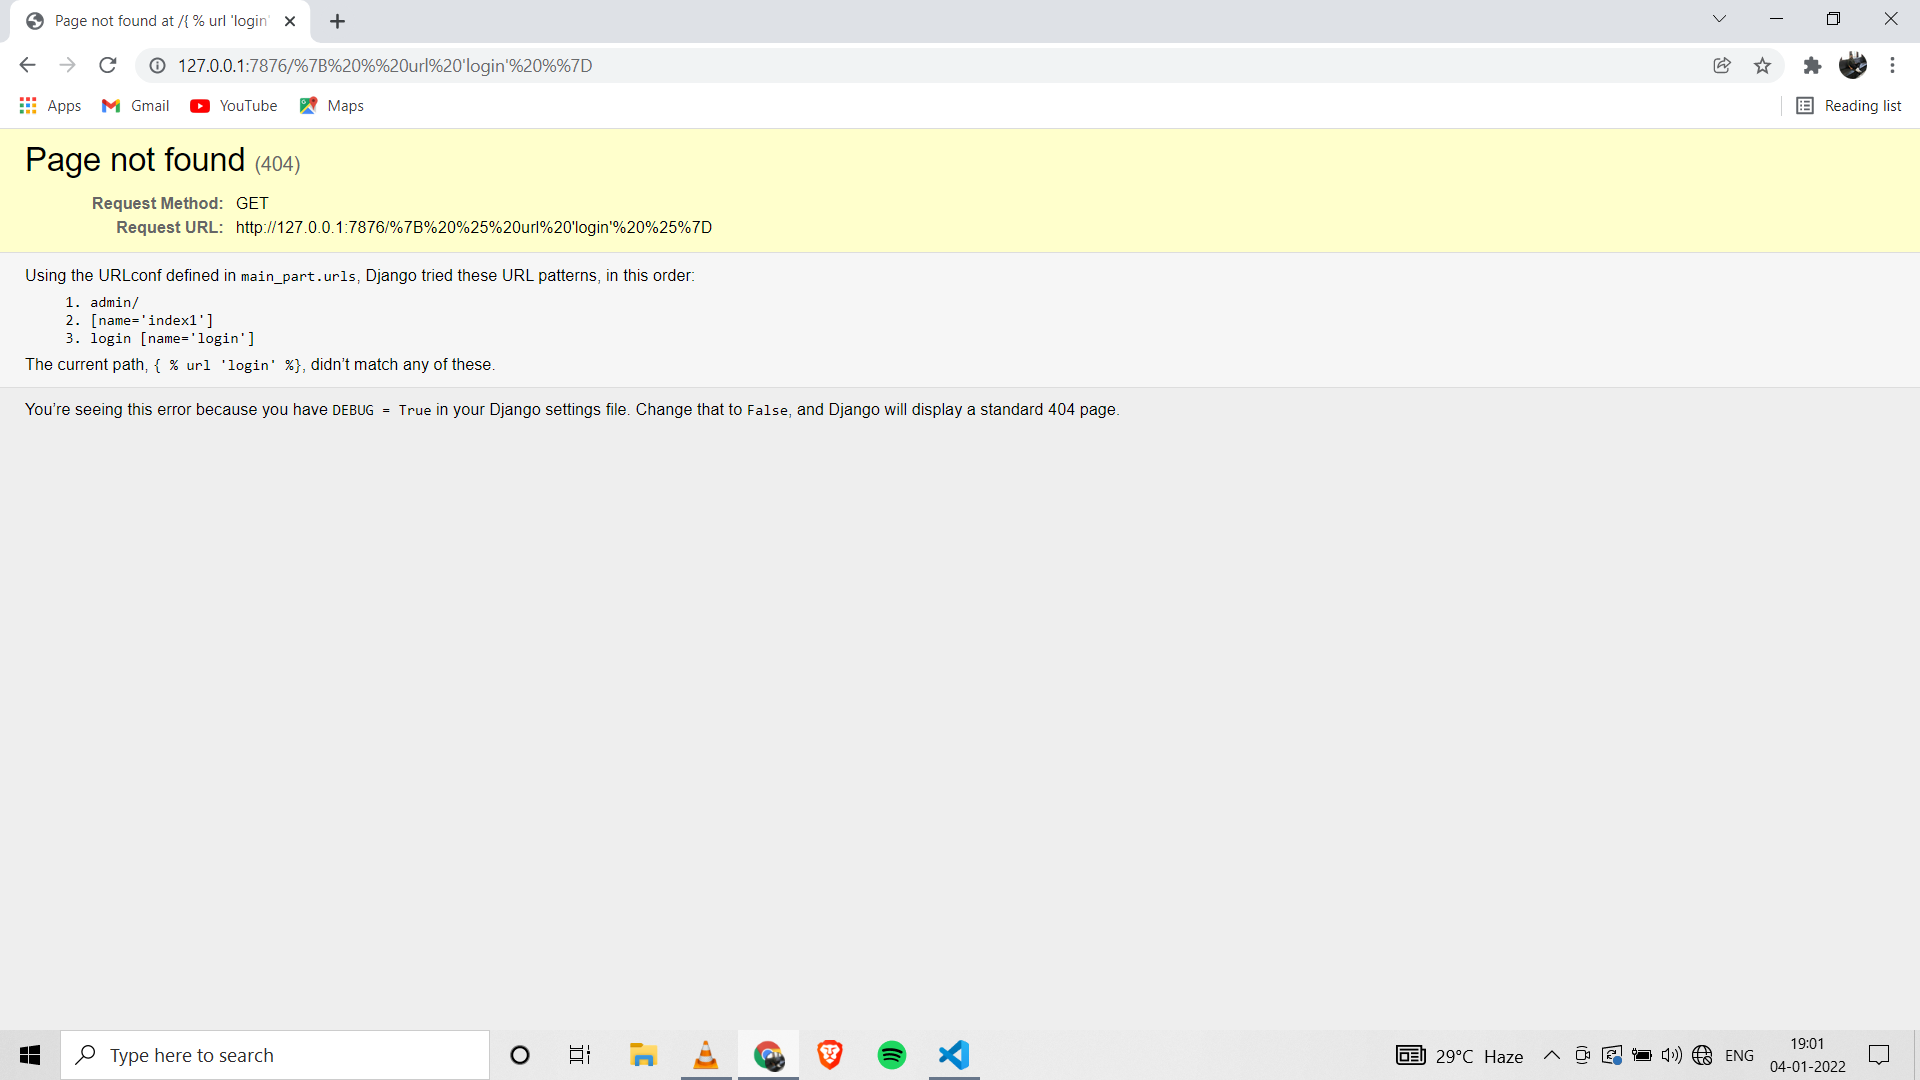 Page not found at /{ % url 'login'
127.0.0.1:7876/%7B%20%%20url%20'login'%20%%7D
Apps Gmail YouTube Maps Reading list
Page not found (404)
Request Method: GET
Request URL: http://127.0.0.1:7876/%7B%20%25%20url%20'login'%20%25%7D
Using the URLconf defined in main_part.urls, Django tried these URL patterns, in this order:
1. admin/
2. [name='index1']
3. login [name='login']
The current path, { % url 'login' %}, didn’t match any of these.
You’re seeing this error because you have DEBUG = True in your Django settings file. Change that to False, and Django will display a standard 404 page.
Type here to search
29°C Haze
ENG
19:01
04-01-2022